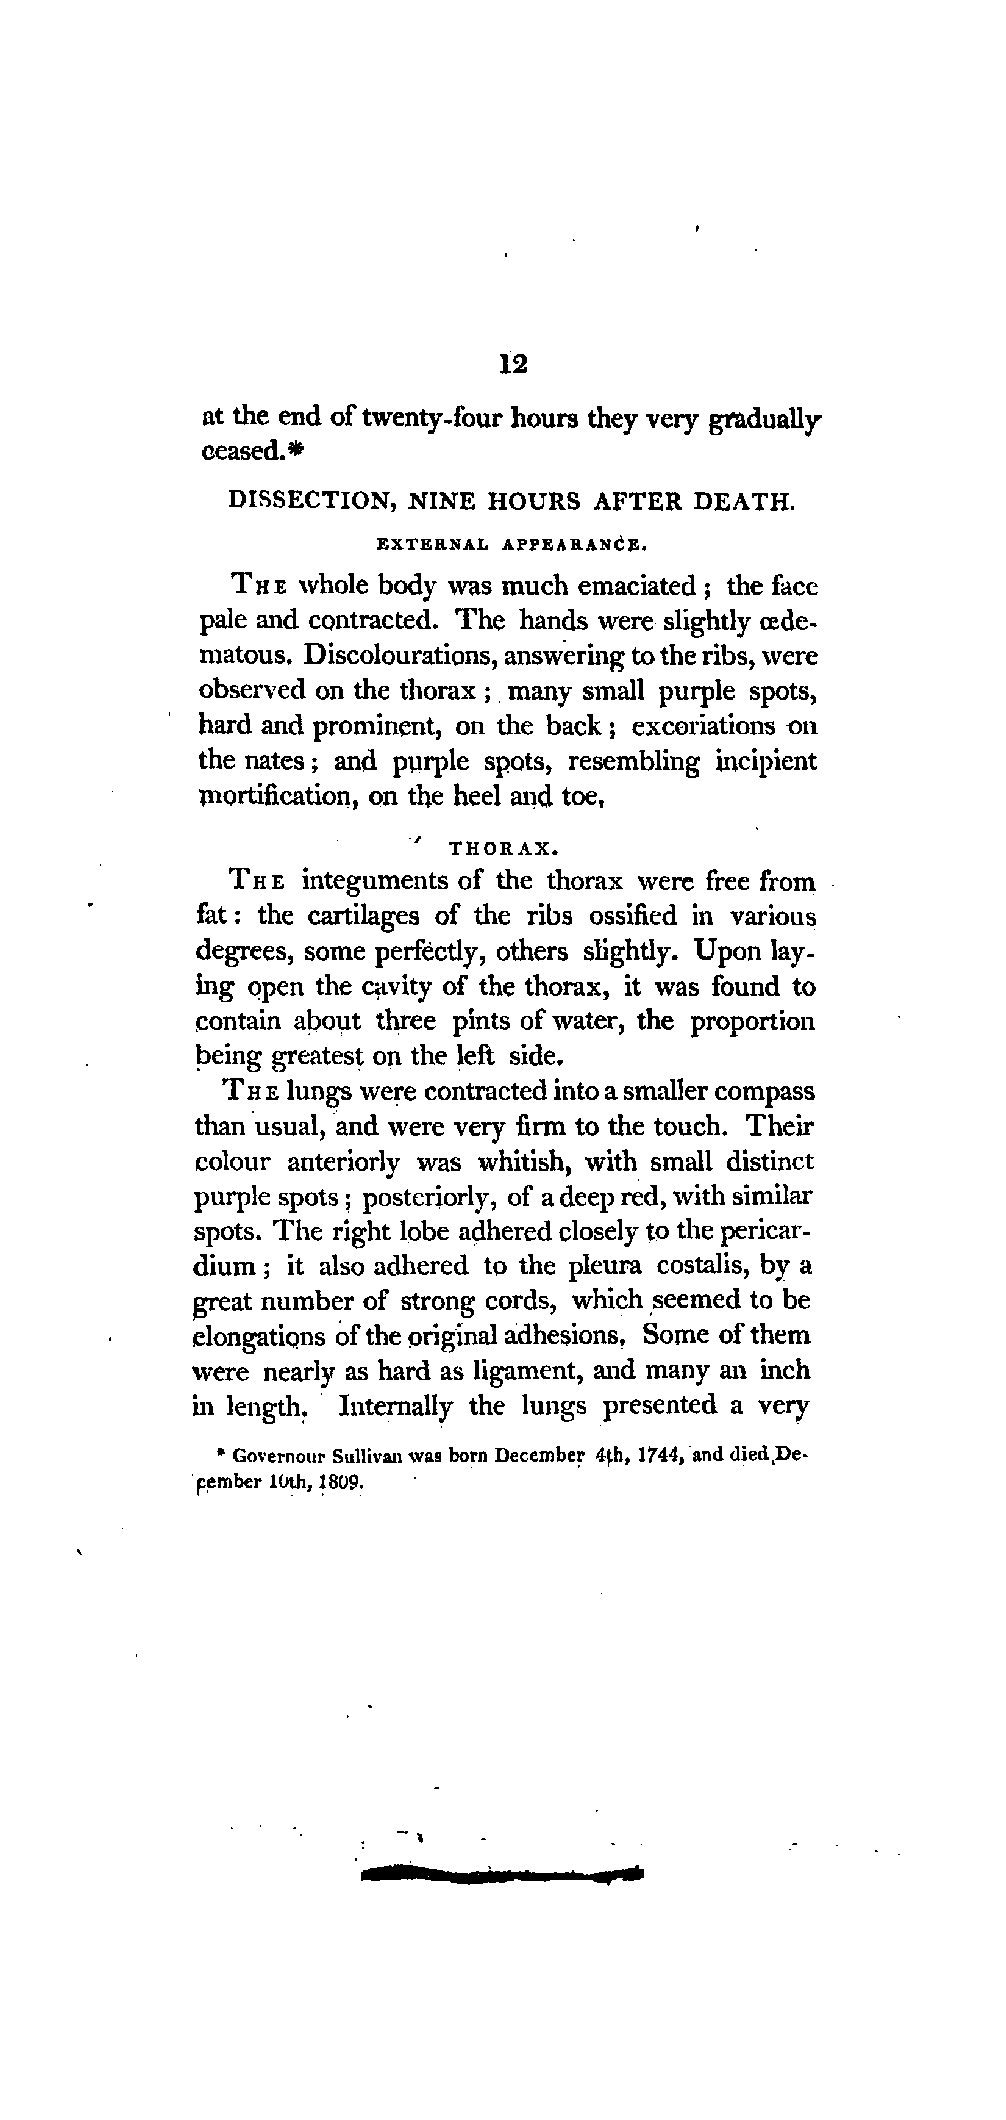 12
at the end of twenty-four hours they very gradually
ceased.*
DISSECTION, NINE HOURS AFTER DEATH.
EXTERNAL APPEARANCE.
THE whole body was much emaciated ; the face
pale and contracted. The hands were slightly œde-
matous. Discolourations, answering to the ribs, were
observed on the thorax ; many small purple spots,
hard and prominent, on the back ; excoriations on
the nates ; and purple spots, resembling incipient
mortification, on the heel and toe,
THORAX.
THE integuments of the thorax were free from
fat : the cartilages of the ribs ossified in various
degrees, some perfectly, others slightly. Upon lay-
ing open the cavity of the thorax, it was found to
contain about three pints of water, the proportion
being greatest on the left side.
THE lungs were contracted into a smaller compass
than usual, and were very firm to the touch. Their
colour anteriorly was whitish, with small distinct
purple spots ; posteriorly, of a deep red, with similar
spots. The right lobe adhered closely to the pericar-
dium ; it also adhered to the pleura costalis, by a
great number of strong cords, which seemed to be
elongations of the original adhesions, Some of them
were nearly as hard as ligament, and many an inch
in length. Internally the lungs presented a very
* Governour Sullivan was born December 4th, 1744, and died De-
cember 10th, 1809.